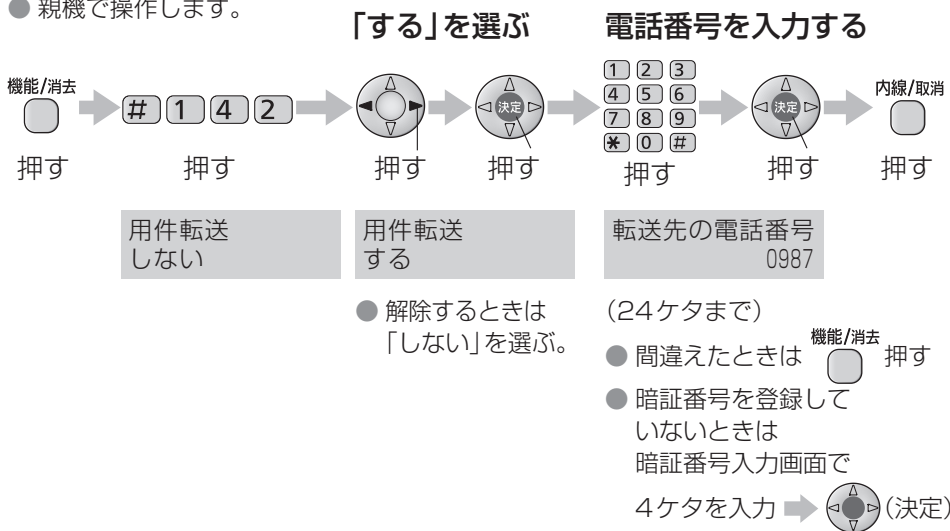 ● 親機で操作します。
「する」を選ぶ
電話番号を入力する
機能/消去
# 1 4 2
決定
1 2 3
4 5 6
7 8 9
* 0 #
決定
内線/取消
押す 押す 押す 押す 押す 押す 押す
用件転送
しない
用件転送
する
転送先の電話番号
0987
● 解除するときは
「しない」を選ぶ。
(24ケタまで)
● 間違えたときは 機能/消去 押す
● 暗証番号を登録して
いないときは
暗証番号入力画面で
4ケタを入力 (決定)